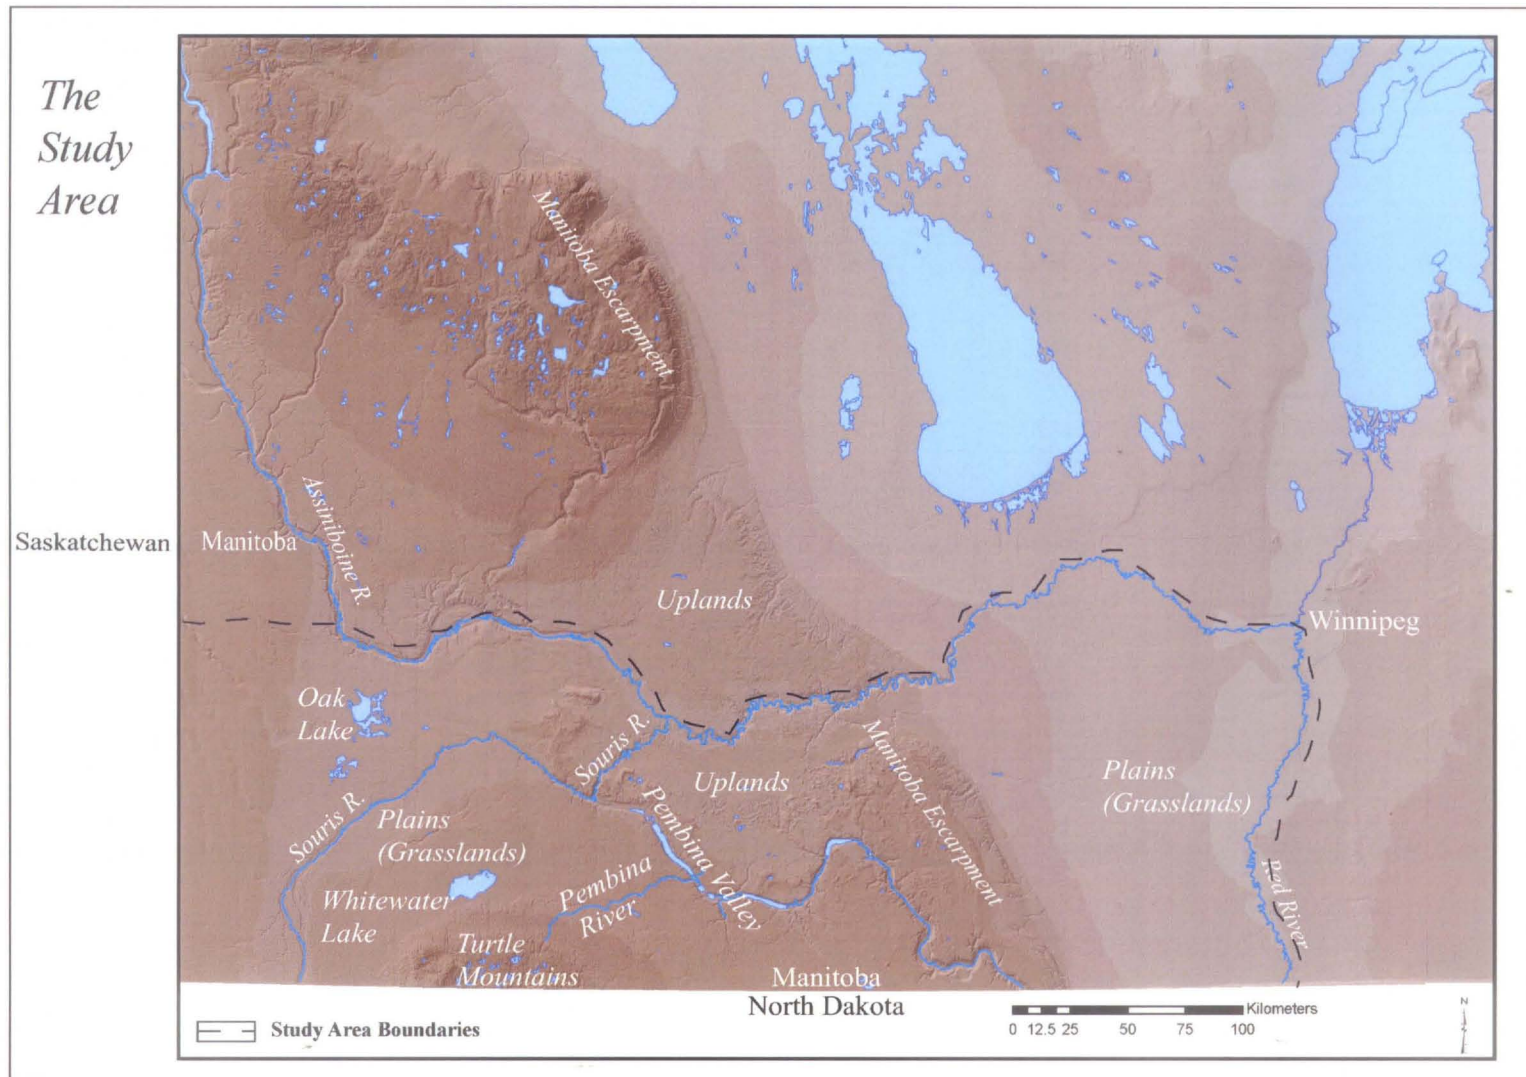 The
Study
Area
Manitoba Escarpment
Assiniboine R.
Saskatchewan
Manitoba
Uplands
Winnipeg
Oak
Lake
Souris R.
Manitoba Escarpment
Uplands
Plains
(Grasslands)
Souris R.
Plains
(Grasslands)
Pembina Valley
Pembina
River
Whitewater
Lake
Red River
Turtle
Mountains
Manitoba
North Dakota
Study Area Boundaries
Kilometers
0 12.5 25 50 75 100
N